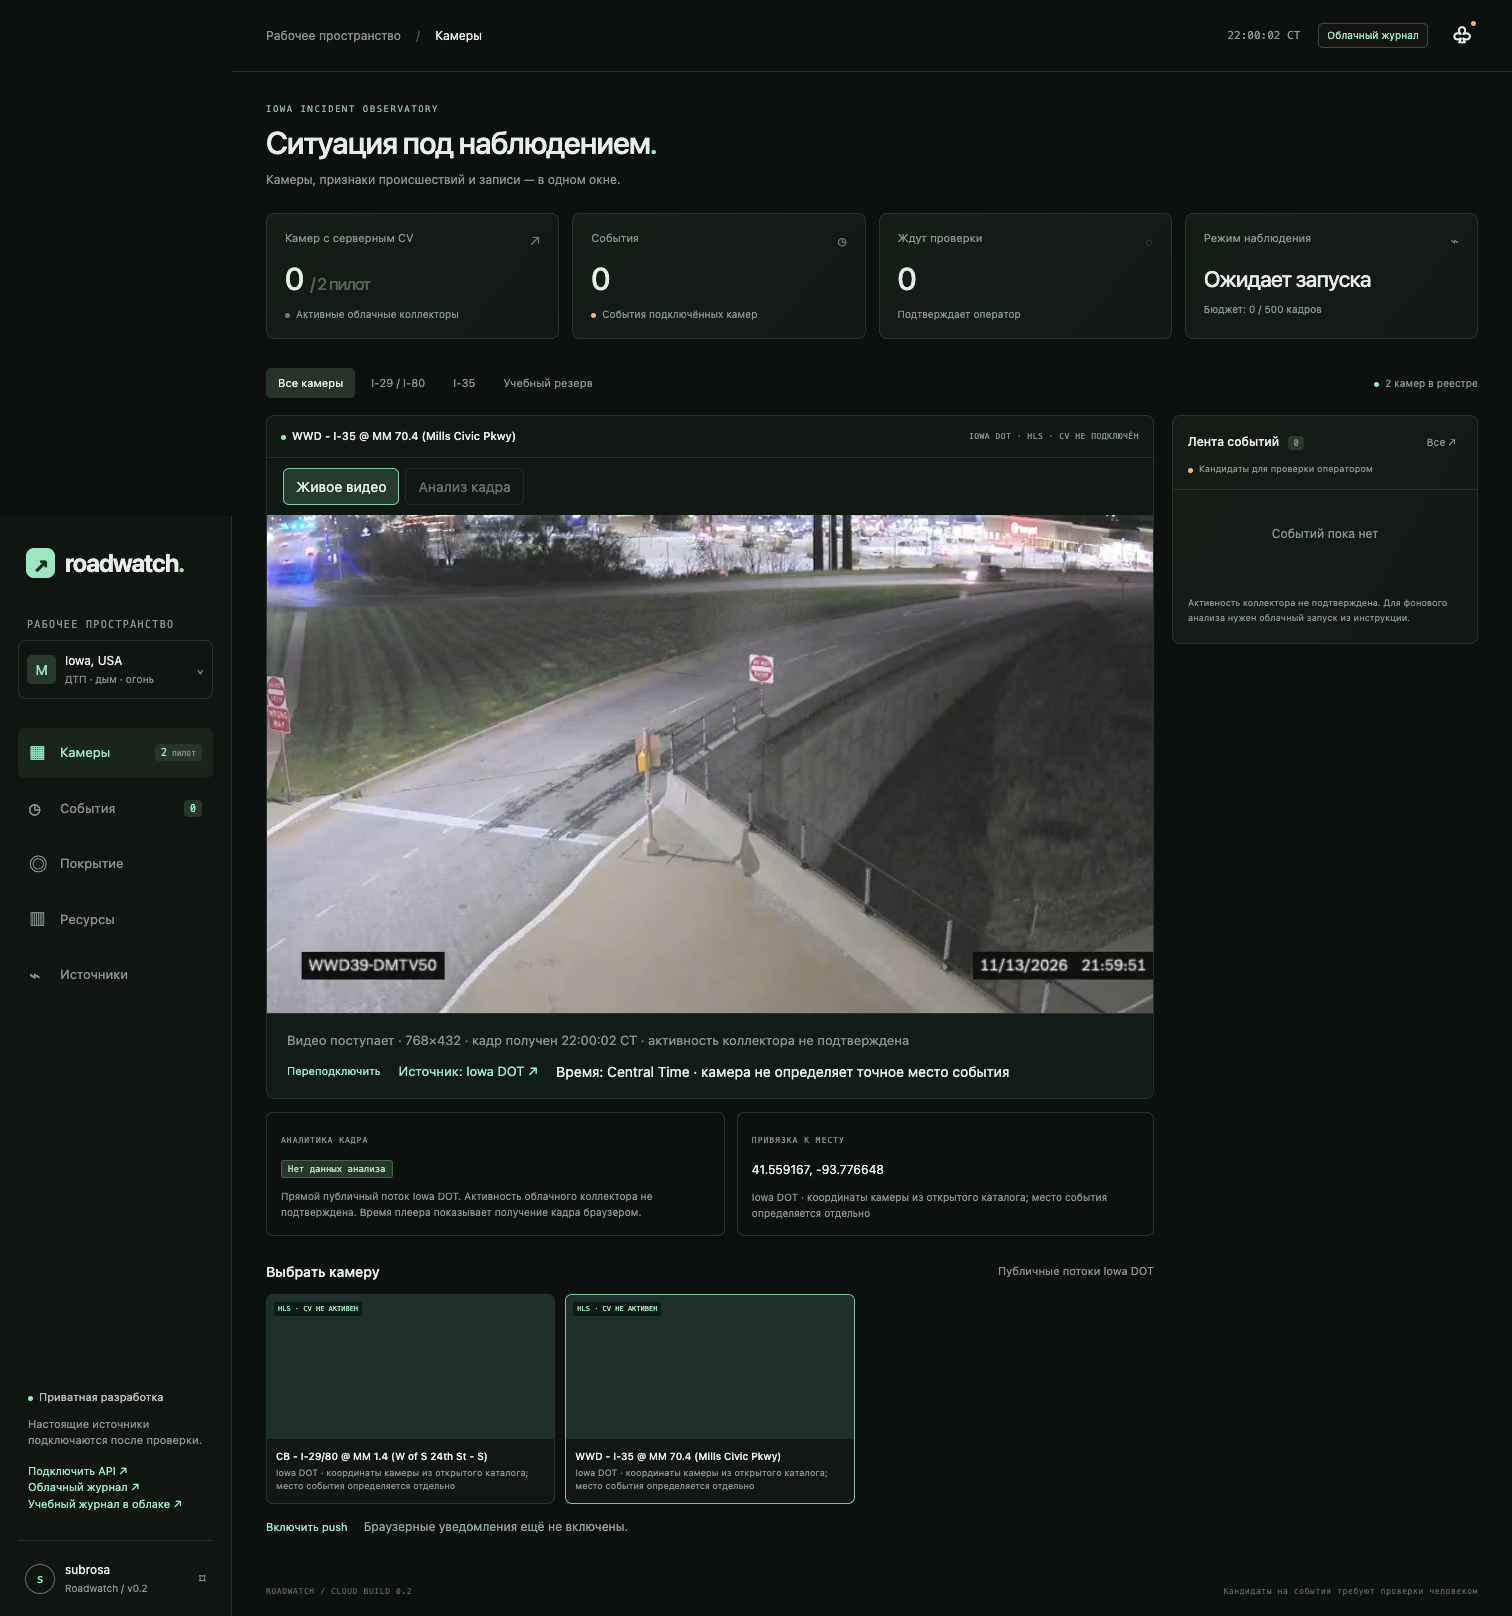 Рабочее пространство / Камеры
22:00:02 CT
Облачный журнал
IOWA INCIDENT OBSERVATORY
Ситуация под наблюдением.
Камеры, признаки происшествий и записи — в одном окне.
Камер с серверным CV
0 / 2 пилот
Активные облачные коллекторы
События
0
События подключённых камер
Ждут проверки
0
Подтверждает оператор
Режим наблюдения
Ожидает запуска
Бюджет: 0 / 500 кадров
Все камеры
I-29 / I-80
I-35
Учебный резерв
2 камер в реестре
WWD - I-35 @ MM 70.4 (Mills Civic Pkwy)
IOWA DOT · HLS · CV НЕ ПОДКЛЮЧЁН
Живое видео
Анализ кадра
WRONG
WAY
WWD39-DMTV50
11/13/2026 21:59:51
Видео поступает · 768×432 · кадр получен 22:00:02 CT · активность коллектора не подтверждена
Переподключить
Источник: Iowa DOT ↗
Время: Central Time · камера не определяет точное место события
Лента событий 0
Все ↗
Кандидаты для проверки оператором
Событий пока нет
Активность коллектора не подтверждена. Для фонового
анализа нужен облачный запуск из инструкции.
АНАЛИТИКА КАДРА
Нет данных анализа
Прямой публичный поток Iowa DOT. Активность облачного коллектора не
подтверждена. Время плеера показывает получение кадра браузером.
ПРИВЯЗКА К МЕСТУ
41.559167, -93.776648
Iowa DOT · координаты камеры из открытого каталога; место события
определяется отдельно
Выбрать камеру
Публичные потоки Iowa DOT
HLS · CV НЕ АКТИВЕН
CB - I-29/80 @ MM 1.4 (W of S 24th St - S)
Iowa DOT · координаты камеры из открытого каталога;
место события определяется отдельно
HLS · CV НЕ АКТИВЕН
WWD - I-35 @ MM 70.4 (Mills Civic Pkwy)
Iowa DOT · координаты камеры из открытого каталога;
место события определяется отдельно
Включить push
Браузерные уведомления ещё не включены.
ROADWATCH / CLOUD BUILD 0.2
Кандидаты на события требуют проверки человеком
roadwatch.
РАБОЧЕЕ ПРОСТРАНСТВО
M
Iowa, USA
ДТП · дым · огонь
Камеры
2 пилот
События
0
Покрытие
Ресурсы
Источники
Приватная разработка
Настоящие источники
подключаются после проверки.
Подключить API ↗
Облачный журнал ↗
Учебный журнал в облаке ↗
S
subrosa
Roadwatch / v0.2